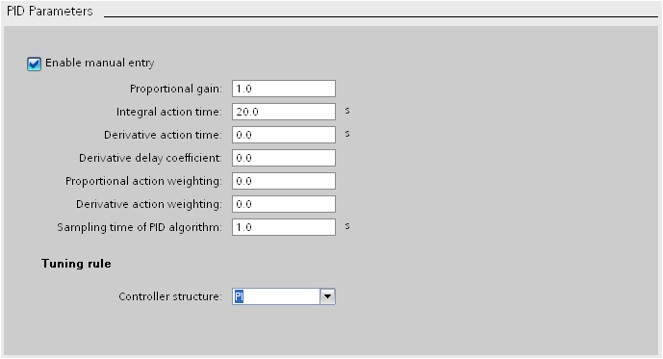 PID Parameters
Enable manual entry
Proportional gain: 1.0
Integral action time: 20.0 s
Derivative action time: 0.0 s
Derivative delay coefficient: 0.0
Proportional action weighting: 0.0
Derivative action weighting: 0.0
Sampling time of PID algorithm: 1.0 s
Tuning rule
Controller structure: PI